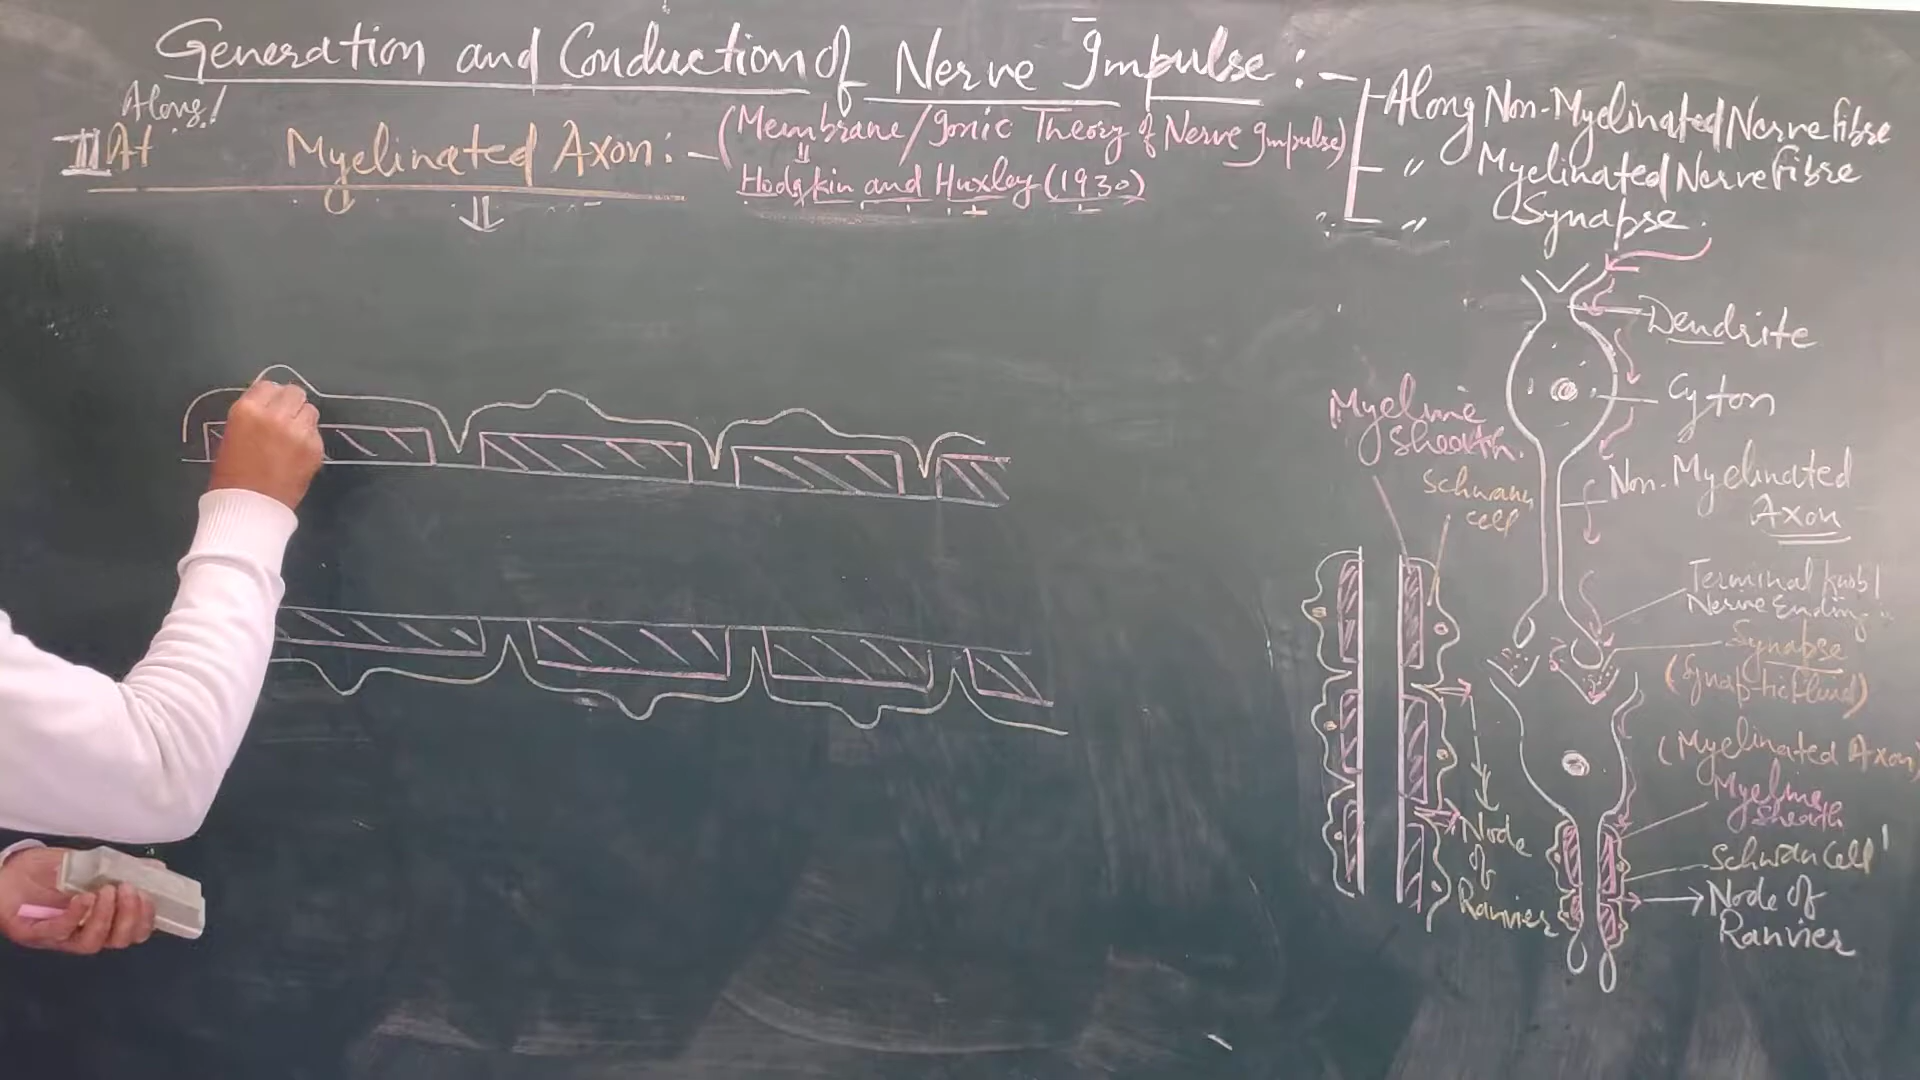 Generation and Conduction of Nerve Impulse :-
Along Non-Myelinated Nerve fibre
" Myelinated Nerve Fibre
" Synapse.
Along!
II At Myelinated Axon:- (Membrane/Ionic Theory of Nerve Impulse)
Hodgkin and Huxley (1930)
Dendrite
Cyton
Non-Myelinated
Axon
Myeline
Sheath.
Schwann
Cell
Terminal knob/
Nerve Ending
Synapse
(Synaptic fluid)
(Myelinated Axon)
Myeline
Sheath
Schwan Cell
Node of
Ranvier
Node
of
Ranvier